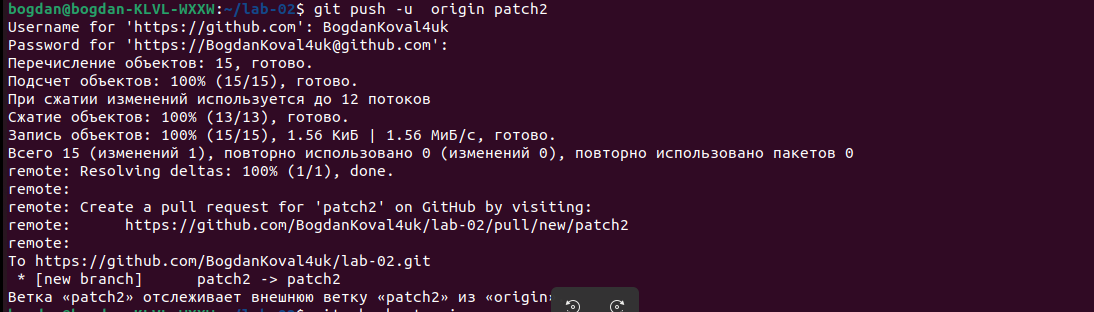 bogdan@bogdan-KLVL-WXXW:~/lab-02$ git push -u  origin patch2
Username for 'https://github.com': BogdanKoval4uk
Password for 'https://BogdanKoval4uk@github.com':
Перечисление объектов: 15, готово.
Подсчет объектов: 100% (15/15), готово.
При сжатии изменений используется до 12 потоков
Сжатие объектов: 100% (13/13), готово.
Запись объектов: 100% (15/15), 1.56 КиБ | 1.56 МиБ/с, готово.
Всего 15 (изменений 1), повторно использовано 0 (изменений 0), повторно использовано пакетов 0
remote: Resolving deltas: 100% (1/1), done.
remote:
remote: Create a pull request for 'patch2' on GitHub by visiting:
remote:      https://github.com/BogdanKoval4uk/lab-02/pull/new/patch2
remote:
To https://github.com/BogdanKoval4uk/lab-02.git
 * [new branch]      patch2 -> patch2
Ветка «patch2» отслеживает внешнюю ветку «patch2» из «origin»